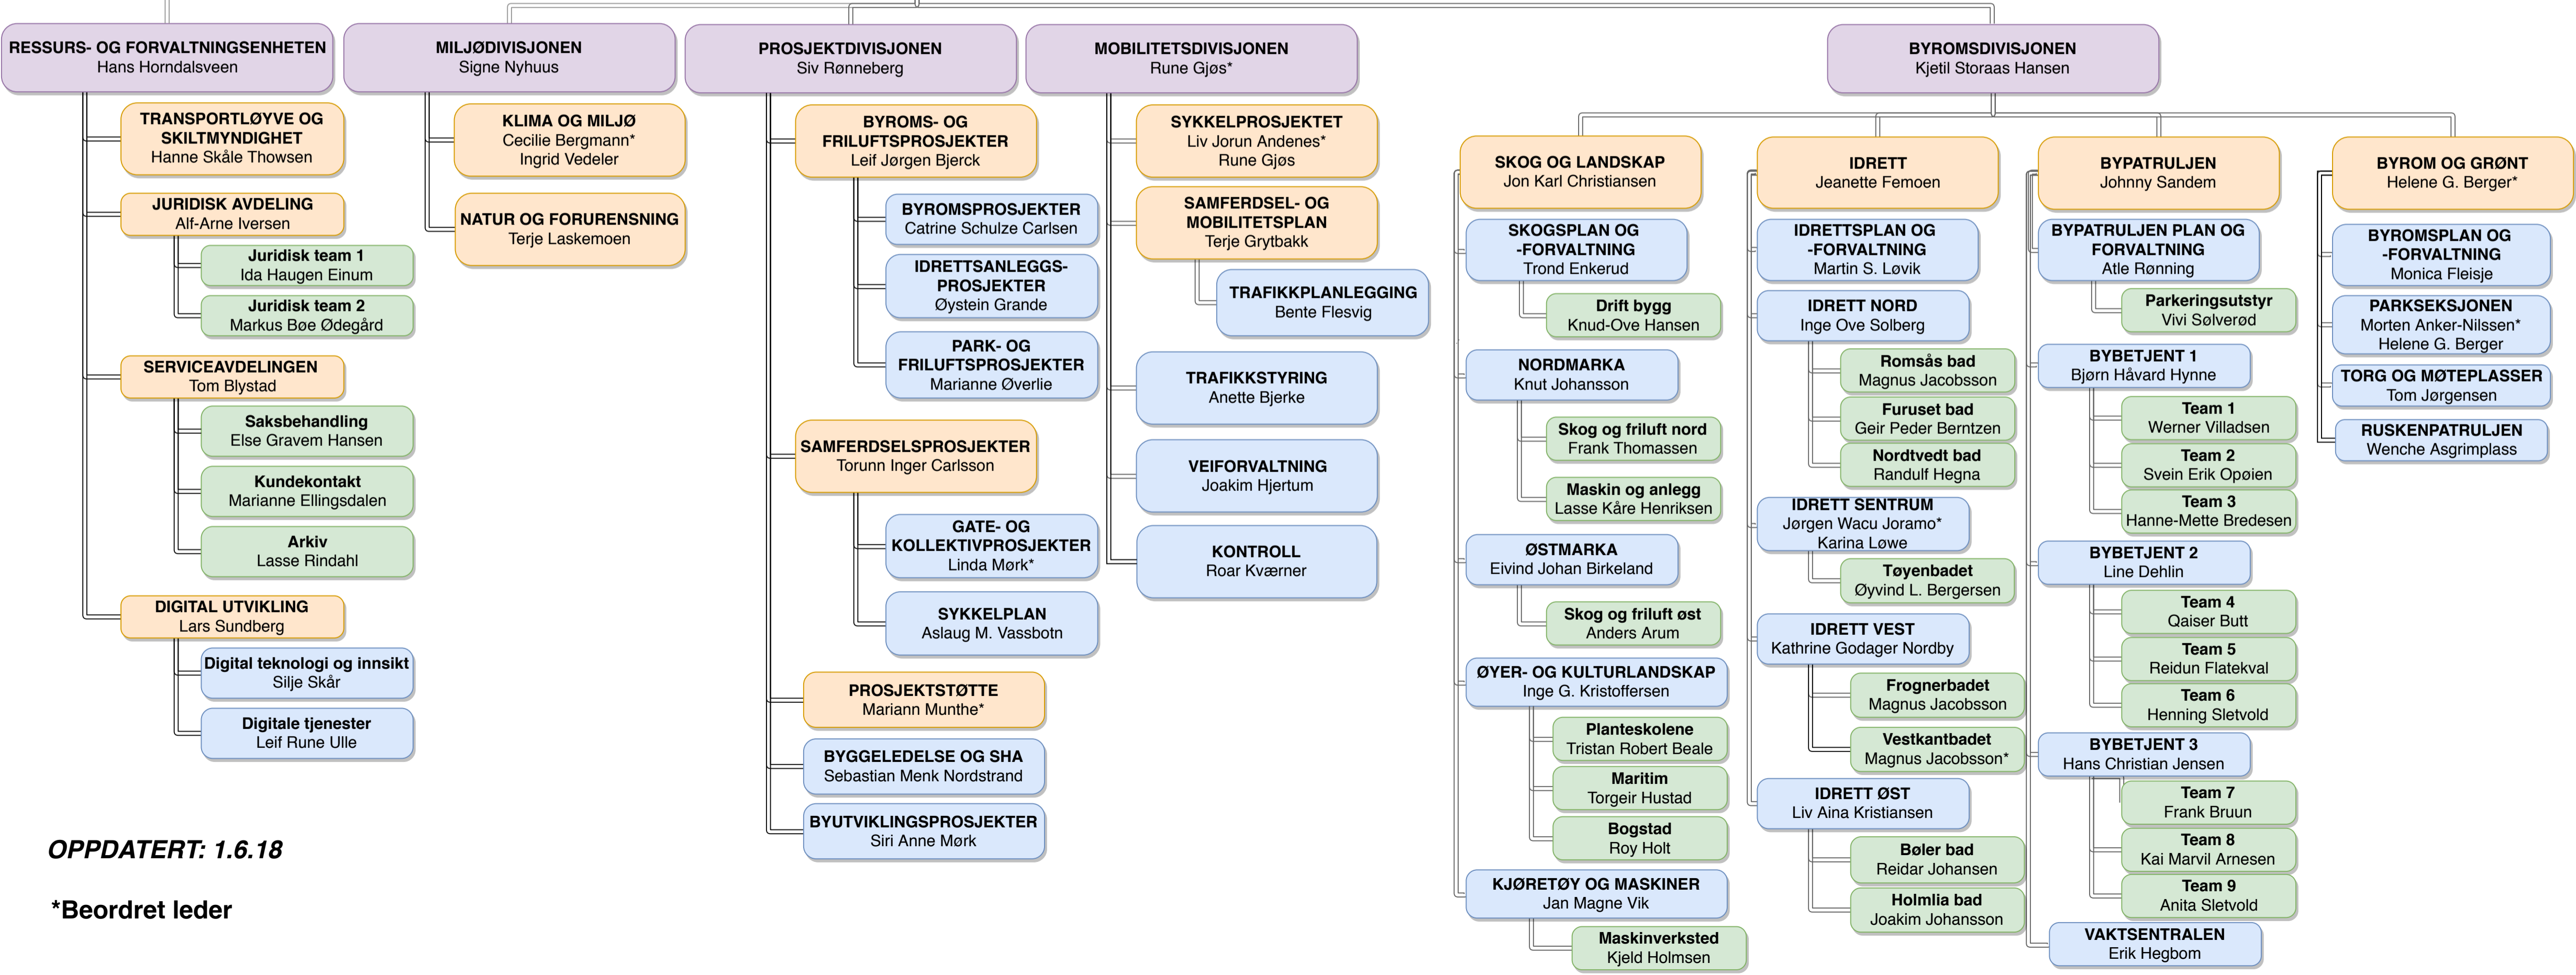 RESSURS- OG FORVALTNINGSENHETEN
Hans Horndalsveen
TRANSPORTLØYVE OG
SKILTMYNDIGHET
Hanne Skåle Thowsen
JURIDISK AVDELING
Alf-Arne Iversen
Juridisk team 1
Ida Haugen Einum
Juridisk team 2
Markus Bøe Ødegård
SERVICEAVDELINGEN
Tom Blystad
Saksbehandling
Else Gravem Hansen
Kundekontakt
Marianne Ellingsdalen
Arkiv
Lasse Rindahl
DIGITAL UTVIKLING
Lars Sundberg
Digital teknologi og innsikt
Silje Skår
Digitale tjenester
Leif Rune Ulle
OPPDATERT: 1.6.18
*Beordret leder
MILJØDIVISJONEN
Signe Nyhuus
KLIMA OG MILJØ
Cecilie Bergmann*
Ingrid Vedeler
NATUR OG FORURENSNING
Terje Laskemoen
PROSJEKTDIVISJONEN
Siv Rønneberg
BYROMS- OG
FRILUFTSPROSJEKTER
Leif Jørgen Bjerck
BYROMSPROSJEKTER
Catrine Schulze Carlsen
IDRETTSANLEGGS-
PROSJEKTER
Øystein Grande
PARK- OG
FRILUFTSPROSJEKTER
Marianne Øverlie
SAMFERDSELSPROSJEKTER
Torunn Inger Carlsson
GATE- OG
KOLLEKTIVPROSJEKTER
Linda Mørk*
SYKKELPLAN
Aslaug M. Vassbotn
PROSJEKTSTØTTE
Mariann Munthe*
BYGGELEDELSE OG SHA
Sebastian Menk Nordstrand
BYUTVIKLINGSPROSJEKTER
Siri Anne Mørk
MOBILITETSDIVISJONEN
Rune Gjøs*
SYKKELPROSJEKTET
Liv Jorun Andenes*
Rune Gjøs
SAMFERDSEL- OG
MOBILITETSPLAN
Terje Grytbakk
TRAFIKKPLANLEGGING
Bente Flesvig
TRAFIKKSTYRING
Anette Bjerke
VEIFORVALTNING
Joakim Hjertum
KONTROLL
Roar Kværner
BYROMSDIVISJONEN
Kjetil Storaas Hansen
SKOG OG LANDSKAP
Jon Karl Christiansen
SKOGSPLAN OG
-FORVALTNING
Trond Enkerud
Drift bygg
Knud-Ove Hansen
NORDMARKA
Knut Johansson
Skog og friluft nord
Frank Thomassen
Maskin og anlegg
Lasse Kåre Henriksen
ØSTMARKA
Eivind Johan Birkeland
Skog og friluft øst
Anders Arum
ØYER- OG KULTURLANDSKAP
Inge G. Kristoffersen
Planteskolene
Tristan Robert Beale
Maritim
Torgeir Hustad
Bogstad
Roy Holt
KJØRETØY OG MASKINER
Jan Magne Vik
Maskinverksted
Kjeld Holmsen
IDRETT
Jeanette Femoen
IDRETTSPLAN OG
-FORVALTNING
Martin S. Løvik
IDRETT NORD
Inge Ove Solberg
Romsås bad
Magnus Jacobsson
Furuset bad
Geir Peder Berntzen
Nordtvedt bad
Randulf Hegna
IDRETT SENTRUM
Jørgen Wacu Joramo*
Karina Løwe
Tøyenbadet
Øyvind L. Bergersen
IDRETT VEST
Kathrine Godager Nordby
Frognerbadet
Magnus Jacobsson
Vestkantbadet
Magnus Jacobsson*
IDRETT ØST
Liv Aina Kristiansen
Bøler bad
Reidar Johansen
Holmlia bad
Joakim Johansson
BYPATRULJEN
Johnny Sandem
BYPATRULJEN PLAN OG
FORVALTNING
Atle Rønning
Parkeringsutstyr
Vivi Sølverød
BYBETJENT 1
Bjørn Håvard Hynne
Team 1
Werner Villadsen
Team 2
Svein Erik Opøien
Team 3
Hanne-Mette Bredesen
BYBETJENT 2
Line Dehlin
Team 4
Qaiser Butt
Team 5
Reidun Flatekval
Team 6
Henning Sletvold
BYBETJENT 3
Hans Christian Jensen
Team 7
Frank Bruun
Team 8
Kai Marvil Arnesen
Team 9
Anita Sletvold
VAKTSENTRALEN
Erik Hegbom
BYROM OG GRØNT
Helene G. Berger*
BYROMSPLAN OG
-FORVALTNING
Monica Fleisje
PARKSEKSJONEN
Morten Anker-Nilssen*
Helene G. Berger
TORG OG MØTEPLASSER
Tom Jørgensen
RUSKENPATRULJEN
Wenche Asgrimplass